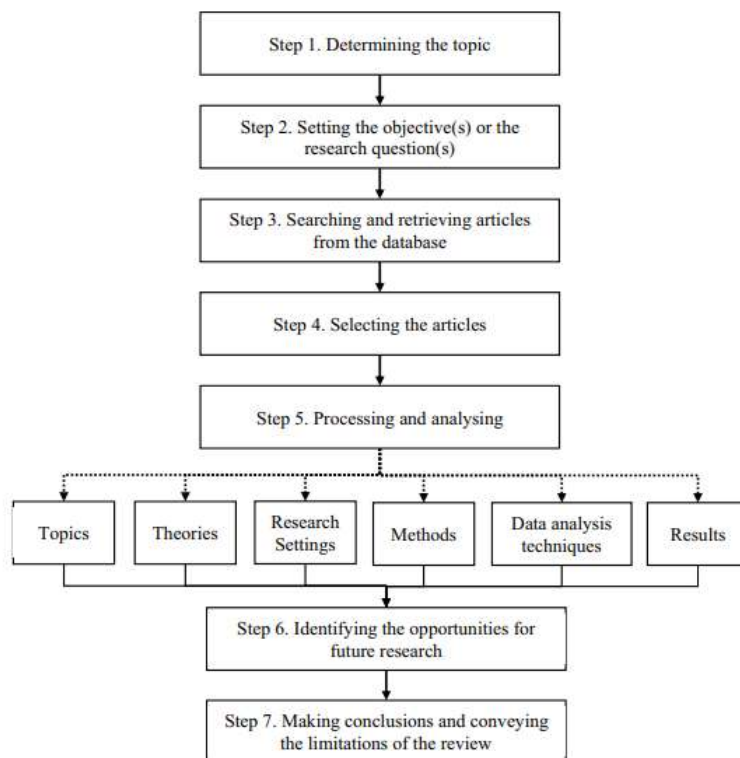 Step 1. Determining the topic
Step 2. Setting the objective(s) or the
research question(s)
Step 3. Searching and retrieving articles
from the database
Step 4. Selecting the articles
Step 5. Processing and analysing
Topics
Theories
Research
Settings
Methods
Data analysis
techniques
Results
Step 6. Identifying the opportunities for
future research
Step 7. Making conclusions and conveying
the limitations of the review